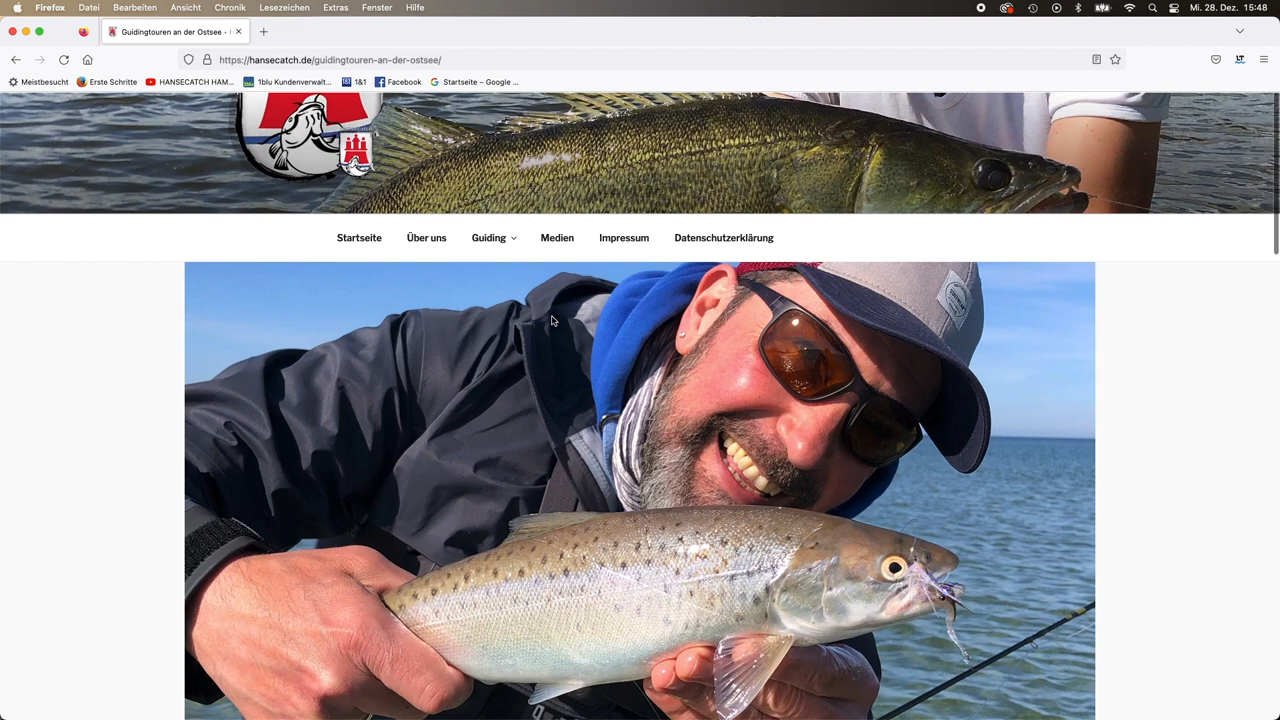 Firefox Datei Bearbeiten Ansicht Chronik Lesezeichen Extras Fenster Hilfe Mi. 28. Dez. 15:48
Guidingtouren an der Ostsee -
https://hansecatch.de/guidingtouren-an-der-ostsee/
Meistbesucht Erste Schritte HANSECATCH HAM... 1blu Kundenverwalt... 1&1 Facebook Startseite – Google ...
Startseite Über uns Guiding Medien Impressum Datenschutzerklärung